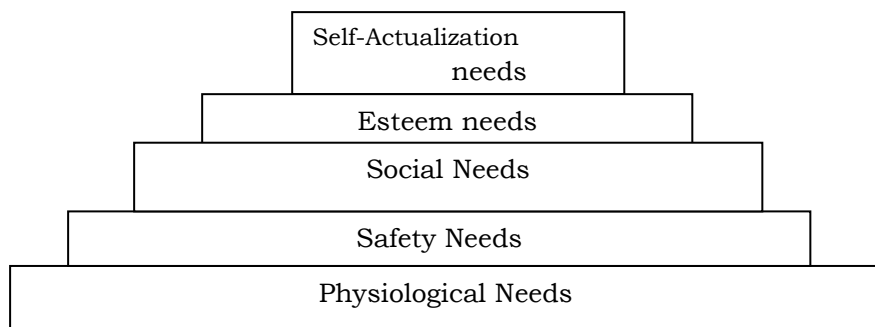 Self-Actualization
needs
Esteem needs
Social Needs
Safety Needs
Physiological Needs